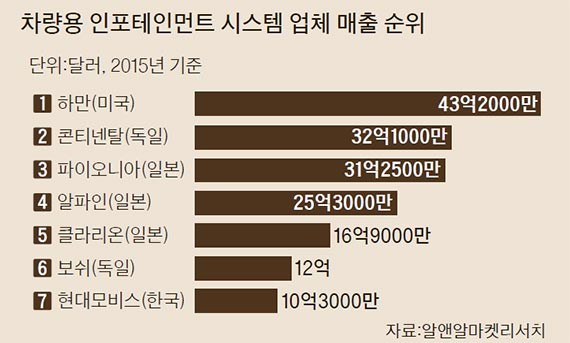 차량용 인포테인먼트 시스템 업체 매출 순위
단위:달러, 2015년 기준
1 하만(미국) 43억2000만
2 콘티넨탈(독일) 32억1000만
3 파이오니아(일본) 31억2500만
4 알파인(일본) 25억3000만
5 클라리온(일본) 16억9000만
6 보쉬(독일) 12억
7 현대모비스(한국) 10억3000만
자료:알앤알마켓리서치